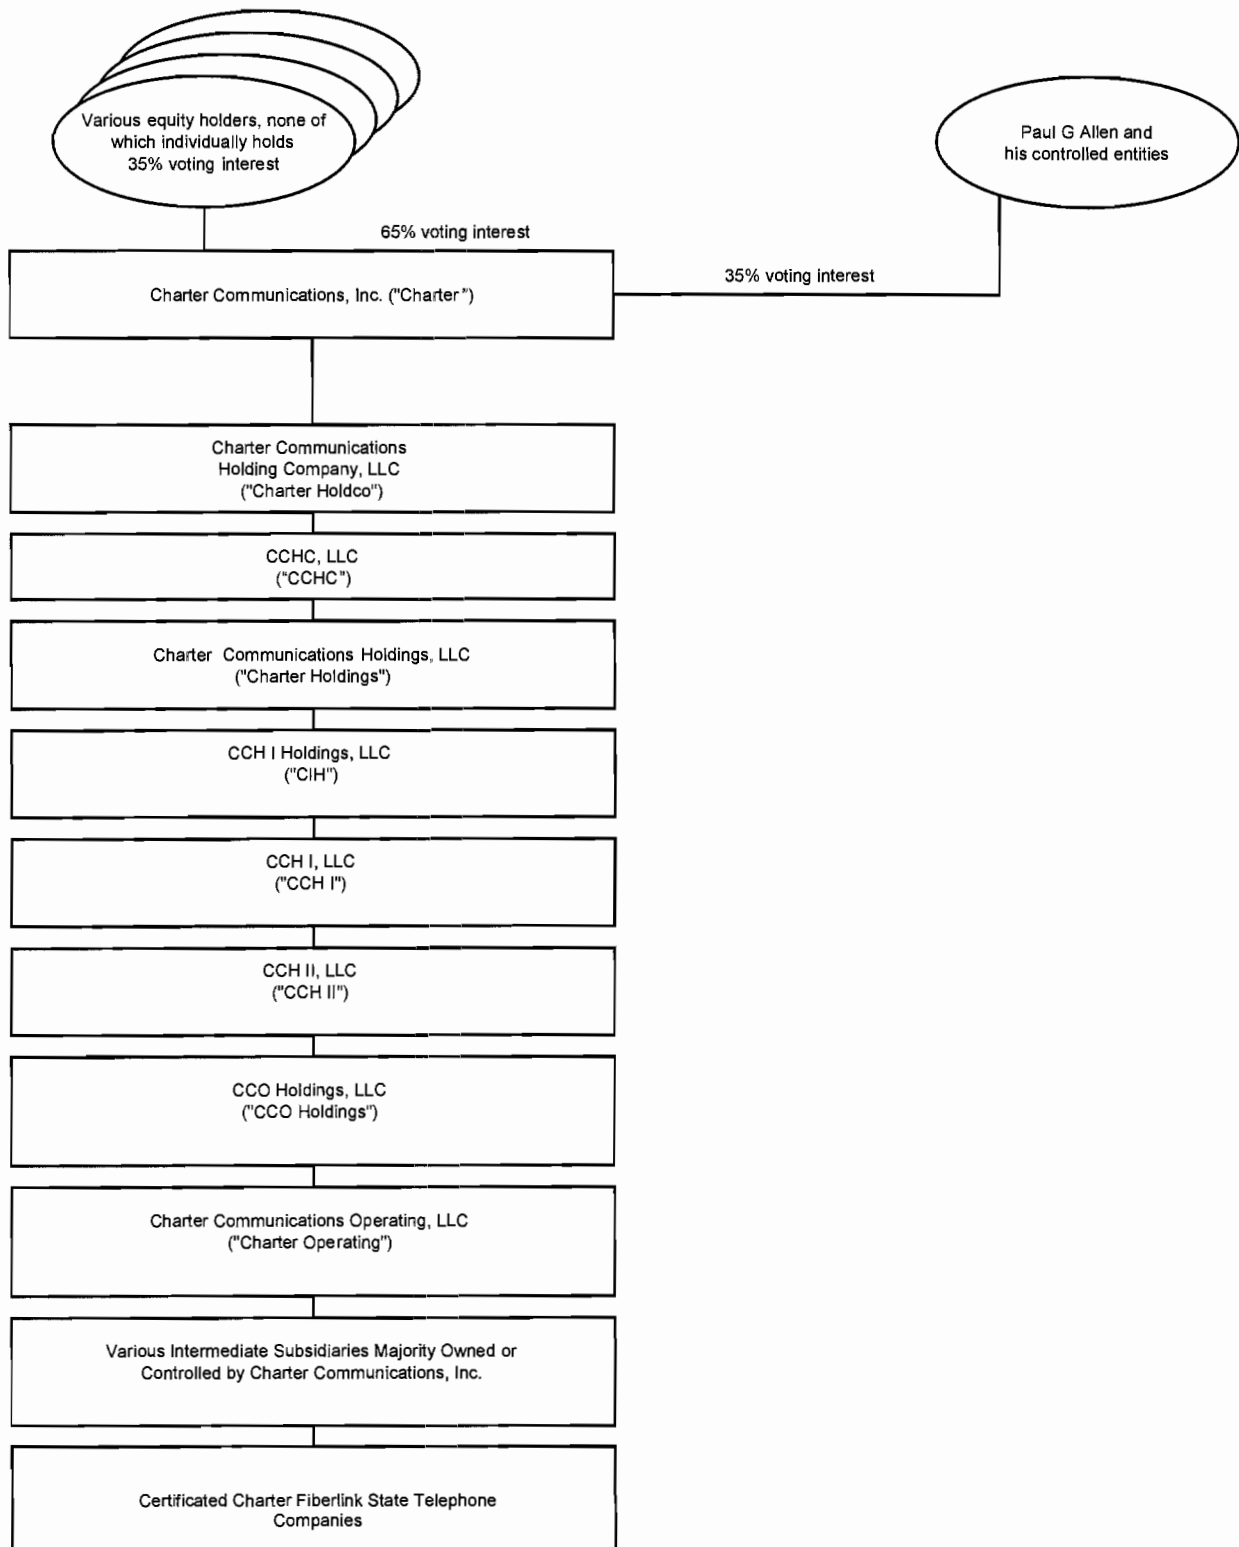 Various equity holders, none of
which individually holds
35% voting interest
Paul G Allen and
his controlled entities
65% voting interest
35% voting interest
Charter Communications, Inc. ("Charter")
Charter Communications
Holding Company, LLC
("Charter Holdco")
CCHC, LLC
("CCHC")
Charter Communications Holdings, LLC
("Charter Holdings")
CCH I Holdings, LLC
("CIH")
CCH I, LLC
("CCH I")
CCH II, LLC
("CCH II")
CCO Holdings, LLC
("CCO Holdings")
Charter Communications Operating, LLC
("Charter Operating")
Various Intermediate Subsidiaries Majority Owned or
Controlled by Charter Communications, Inc.
Certificated Charter Fiberlink State Telephone
Companies